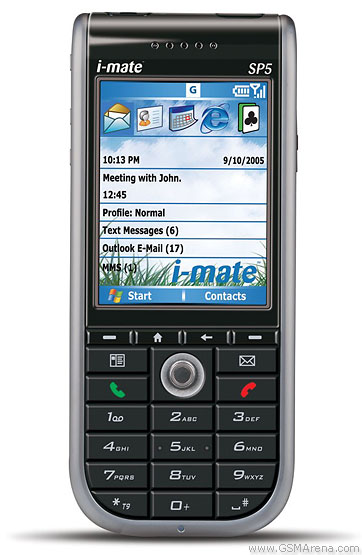 i-mate SP5
G
10:13 PM 9/10/2005
Meeting with John.
12:45
Profile: Normal
Text Messages (6)
Outlook E-Mail (17)
MMS (1)
i-mate
Start Contacts
1 2ABC 3DEF
4GHI 5JKL 6MNO
7PQRS 8TUV 9WXYZ
*T9 0+ #
www.GSMArena.com